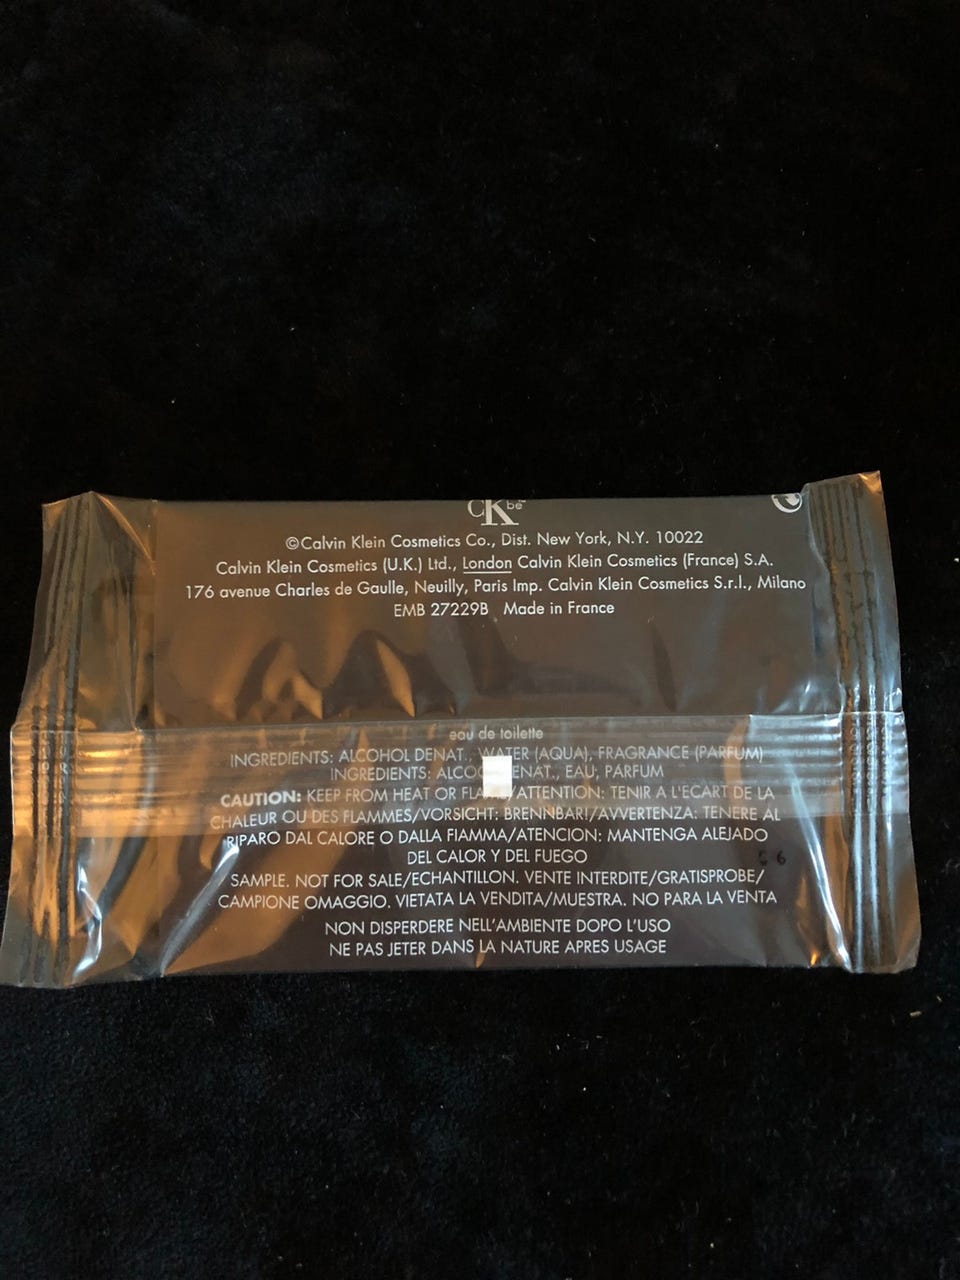 cK be™
©Calvin Klein Cosmetics Co., Dist. New York, N.Y. 10022
Calvin Klein Cosmetics (U.K.) Ltd., London Calvin Klein Cosmetics (France) S.A.
176 avenue Charles de Gaulle, Neuilly, Paris Imp. Calvin Klein Cosmetics S.r.l., Milano
EMB 27229B Made in France
eau de toilette
INGREDIENTS: ALCOHOL DENAT., WATER (AQUA), FRAGRANCE (PARFUM)
INGREDIENTS: ALCOO ENAT., EAU, PARFUM
CAUTION: KEEP FROM HEAT OR FLA /ATTENTION: TENIR A L'ECART DE LA
CHALEUR OU DES FLAMMES/VORSICHT: BRENNBAR!/AVVERTENZA: TENERE AL
RIPARO DAL CALORE O DALLA FIAMMA/ATENCION: MANTENGA ALEJADO
DEL CALOR Y DEL FUEGO
SAMPLE. NOT FOR SALE/ECHANTILLON. VENTE INTERDITE/GRATISPROBE/
CAMPIONE OMAGGIO. VIETATA LA VENDITA/MUESTRA. NO PARA LA VENTA
NON DISPERDERE NELL'AMBIENTE DOPO L'USO
NE PAS JETER DANS LA NATURE APRES USAGE